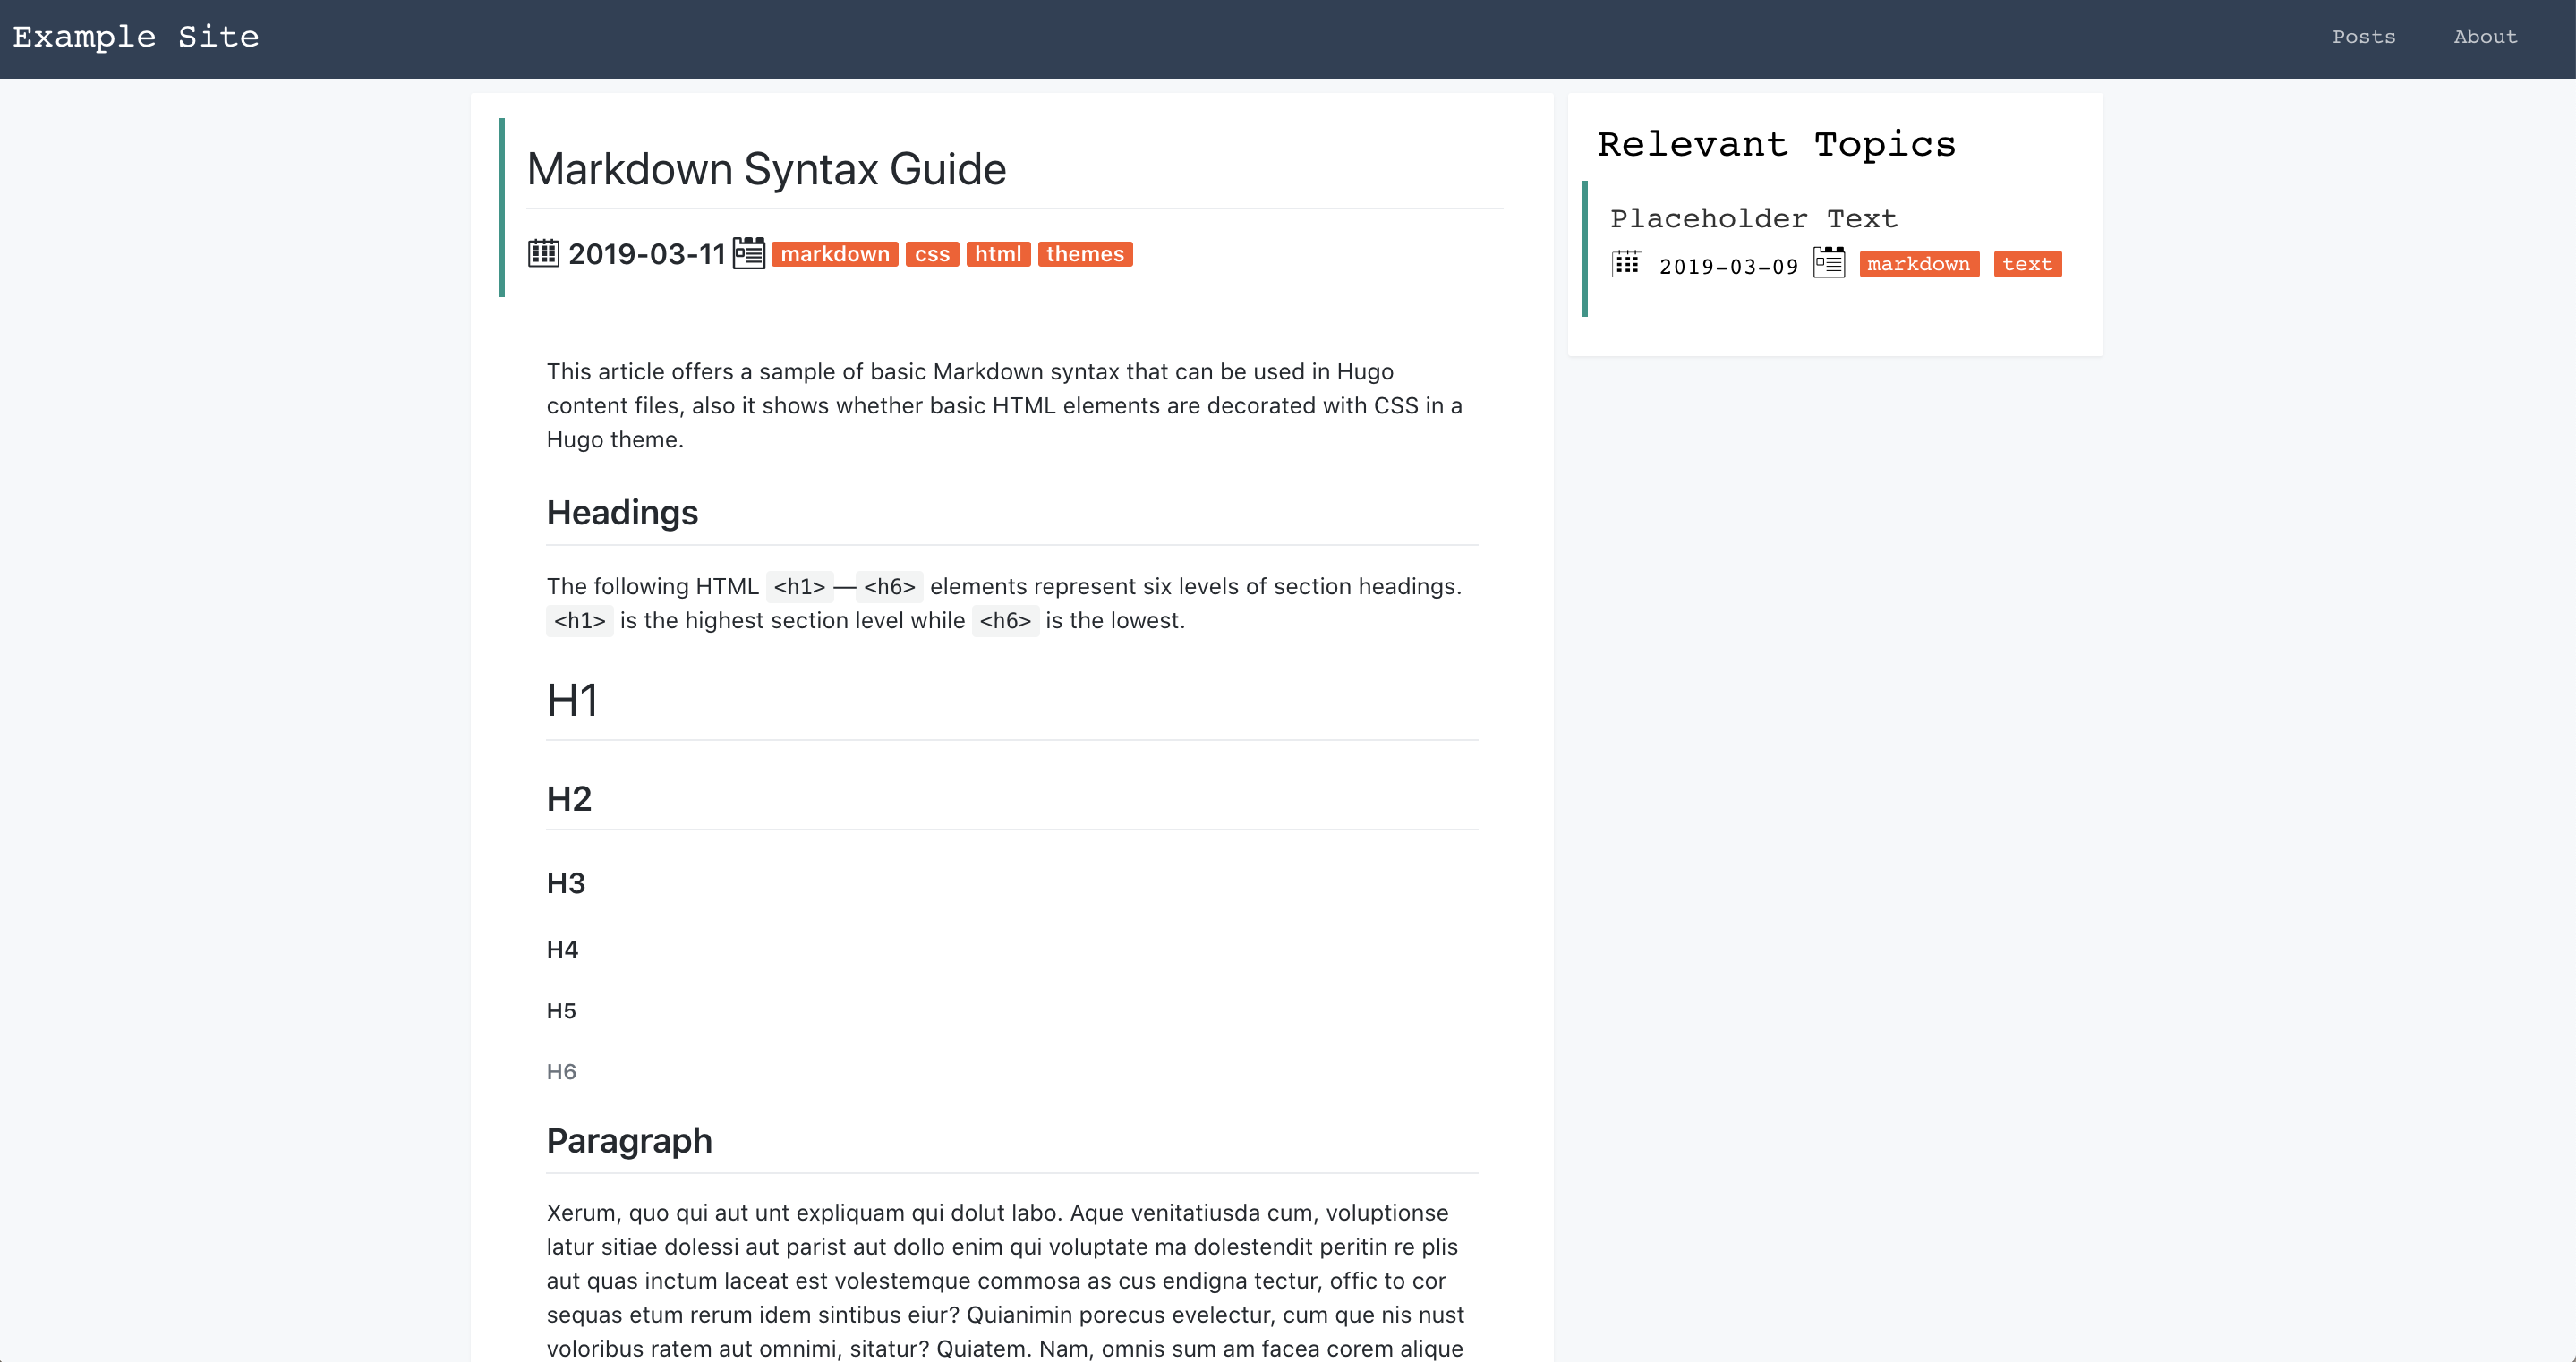 Example Site
Posts About
Markdown Syntax Guide
2019-03-11 markdown css html themes
This article offers a sample of basic Markdown syntax that can be used in Hugo
content files, also it shows whether basic HTML elements are decorated with CSS in a
Hugo theme.
Headings
The following HTML <h1>—<h6> elements represent six levels of section headings.
<h1> is the highest section level while <h6> is the lowest.
H1
H2
H3
H4
H5
H6
Paragraph
Xerum, quo qui aut unt expliquam qui dolut labo. Aque venitatiusda cum, voluptionse
latur sitiae dolessi aut parist aut dollo enim qui voluptate ma dolestendit peritin re plis
aut quas inctum laceat est volestemque commosa as cus endigna tectur, offic to cor
sequas etum rerum idem sintibus eiur? Quianimin porecus evelectur, cum que nis nust
voloribus ratem aut omnimi, sitatur? Quiatem. Nam, omnis sum am facea corem alique
Relevant Topics
Placeholder Text
2019-03-09 markdown text